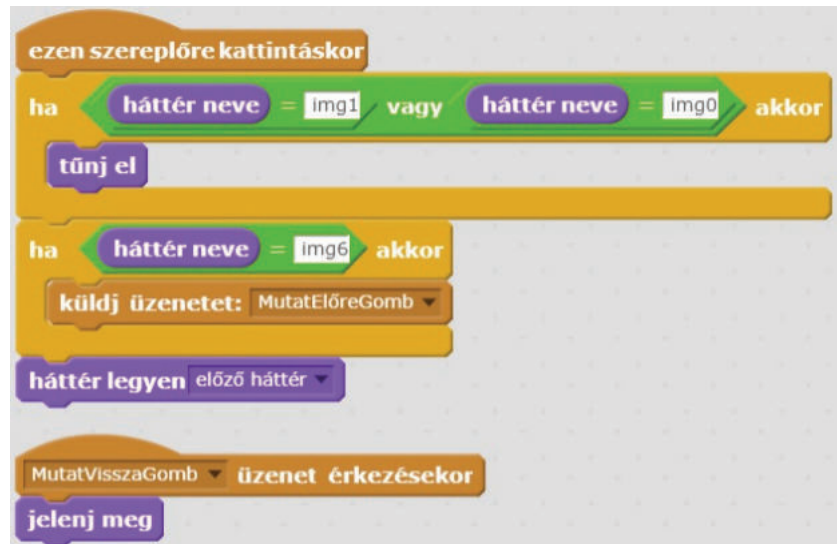 ezen szereplőre kattintáskor
ha háttér neve = img1 vagy háttér neve = img0 akkor
tűnj el
ha háttér neve = img6 akkor
küldj üzenetet: MutatElőreGomb
háttér legyen előző háttér
MutatVisszaGomb üzenet érkezésekor
jelenj meg